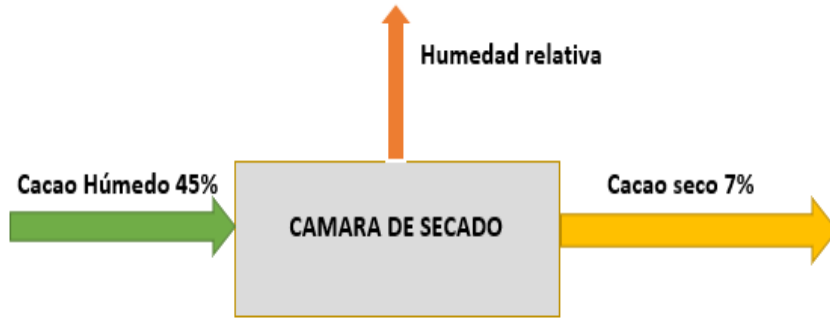 Humedad relativa
Cacao Húmedo 45%
Cacao seco 7%
CAMARA DE SECADO